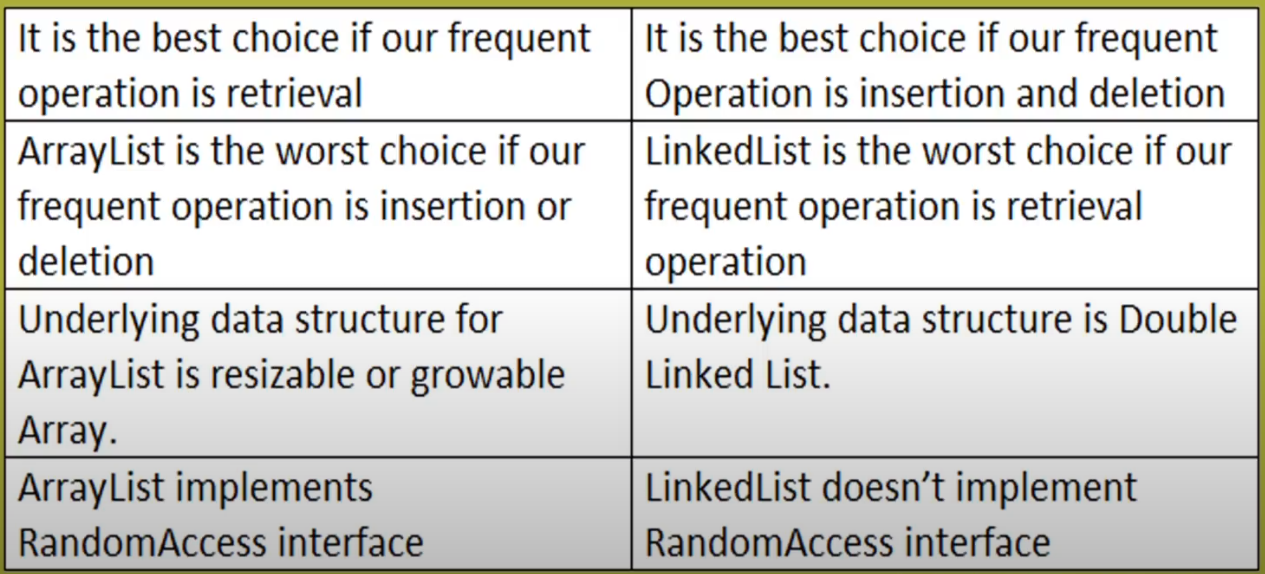 It is the best choice if our frequent
operation is retrieval
It is the best choice if our frequent
Operation is insertion and deletion
ArrayList is the worst choice if our
frequent operation is insertion or
deletion
LinkedList is the worst choice if our
frequent operation is retrieval
operation
Underlying data structure for
ArrayList is resizable or growable
Array.
Underlying data structure is Double
Linked List.
ArrayList implements
RandomAccess interface
LinkedList doesn’t implement
RandomAccess interface